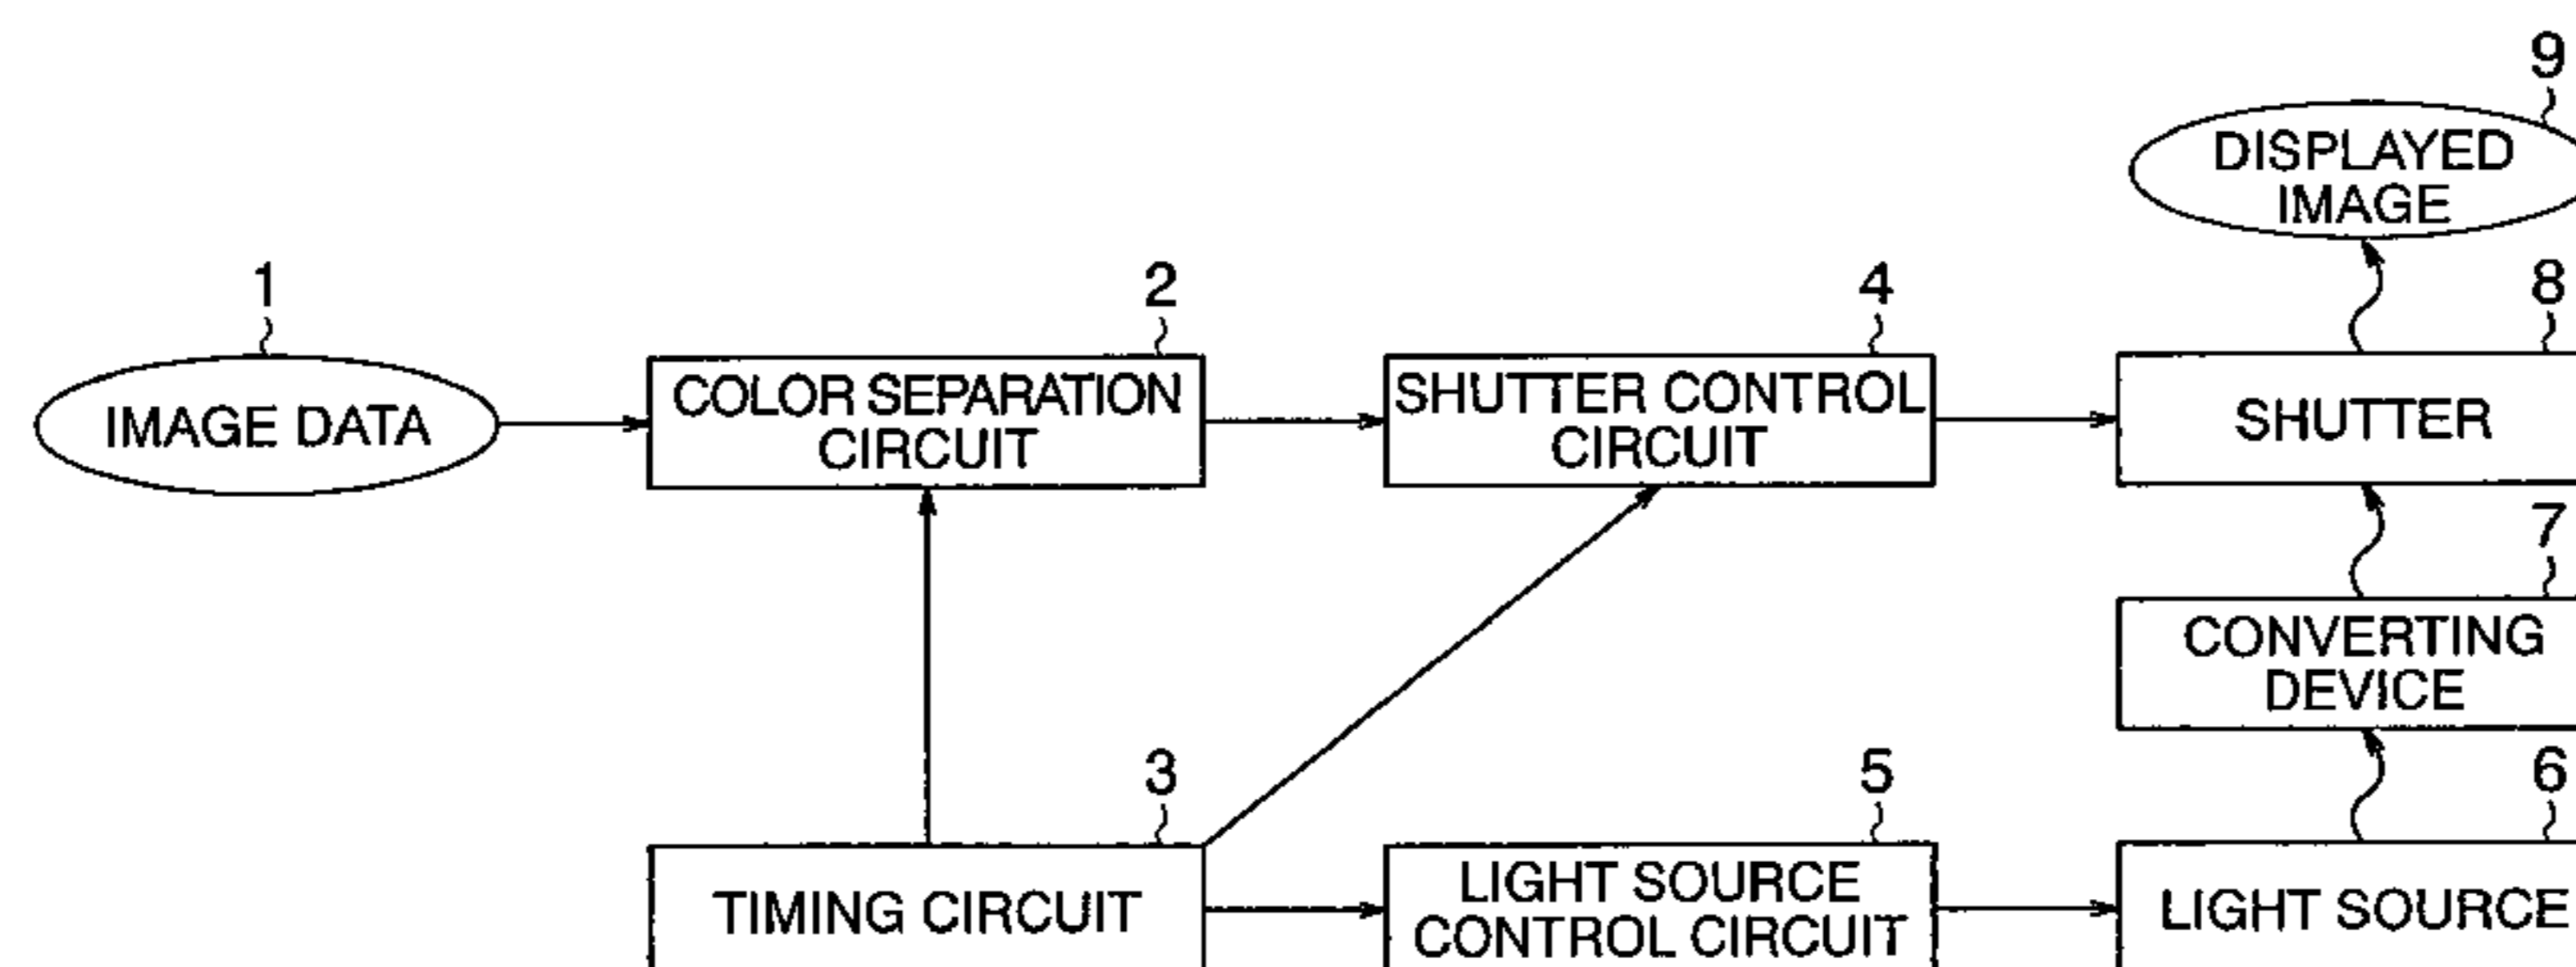 9
DISPLAYED
IMAGE
1
2
4
8
IMAGE DATA
COLOR SEPARATION
CIRCUIT
SHUTTER CONTROL
CIRCUIT
SHUTTER
7
CONVERTING
DEVICE
3
5
6
TIMING CIRCUIT
LIGHT SOURCE
CONTROL CIRCUIT
LIGHT SOURCE